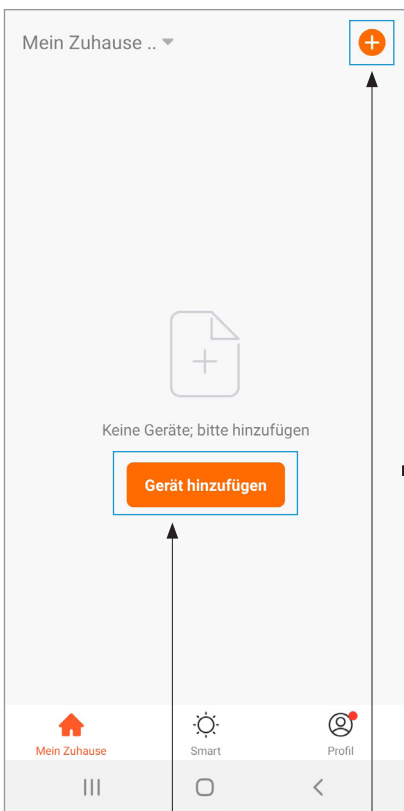 Mein Zuhause ..
Keine Geräte; bitte hinzufügen
Gerät hinzufügen
Mein Zuhause
Smart
Profil